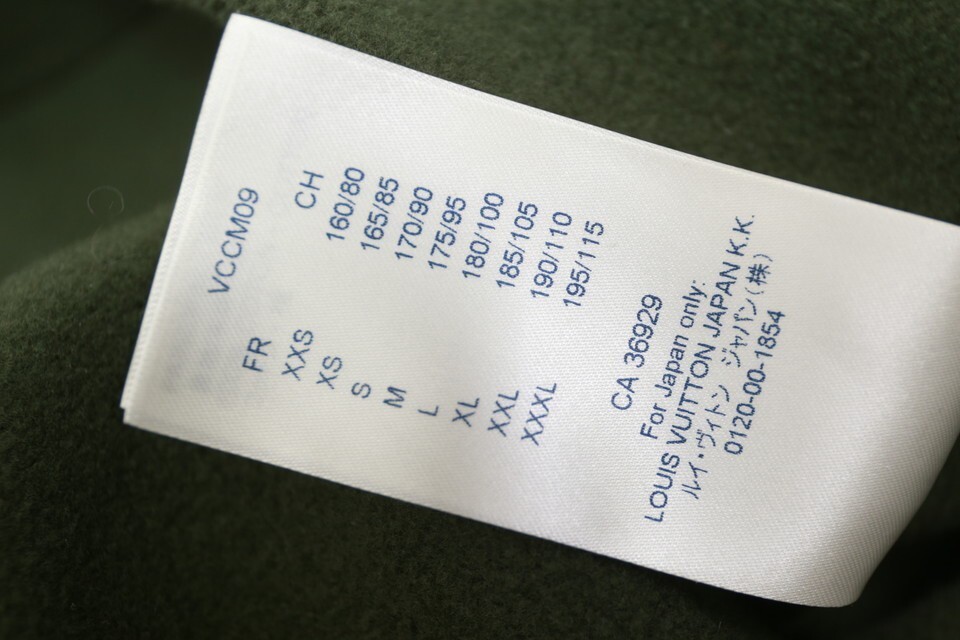 VCCM09
FR CH
XXS 160/80
XS 165/85
S 170/90
M 175/95
L 180/100
XL 185/105
XXL 190/110
XXXL 195/115
CA 36929
For Japan only:
LOUIS VUITTON JAPAN K.K.
ルイ・ヴィトン ジャパン(株)
0120-00-1854